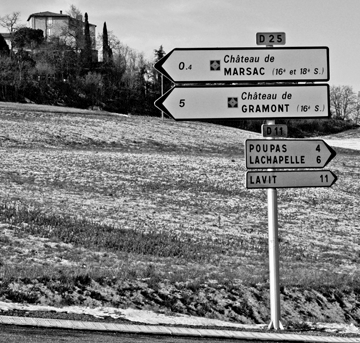 D 25
0.4 Château de
MARSAC (16e et 18e S.)
5 Château de
GRAMONT (16e S.)
D 11
POUPAS 4
LACHAPELLE 6
LAVIT 11